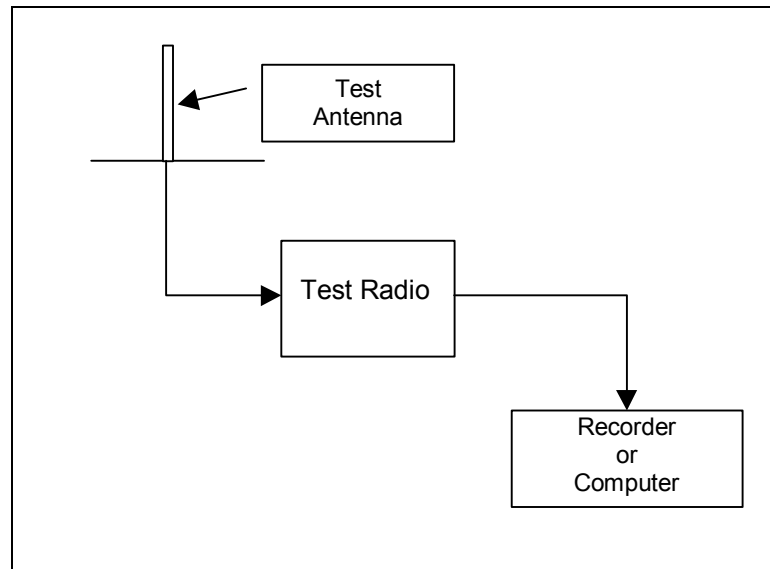 Test
Antenna
Test Radio
Recorder
or
Computer